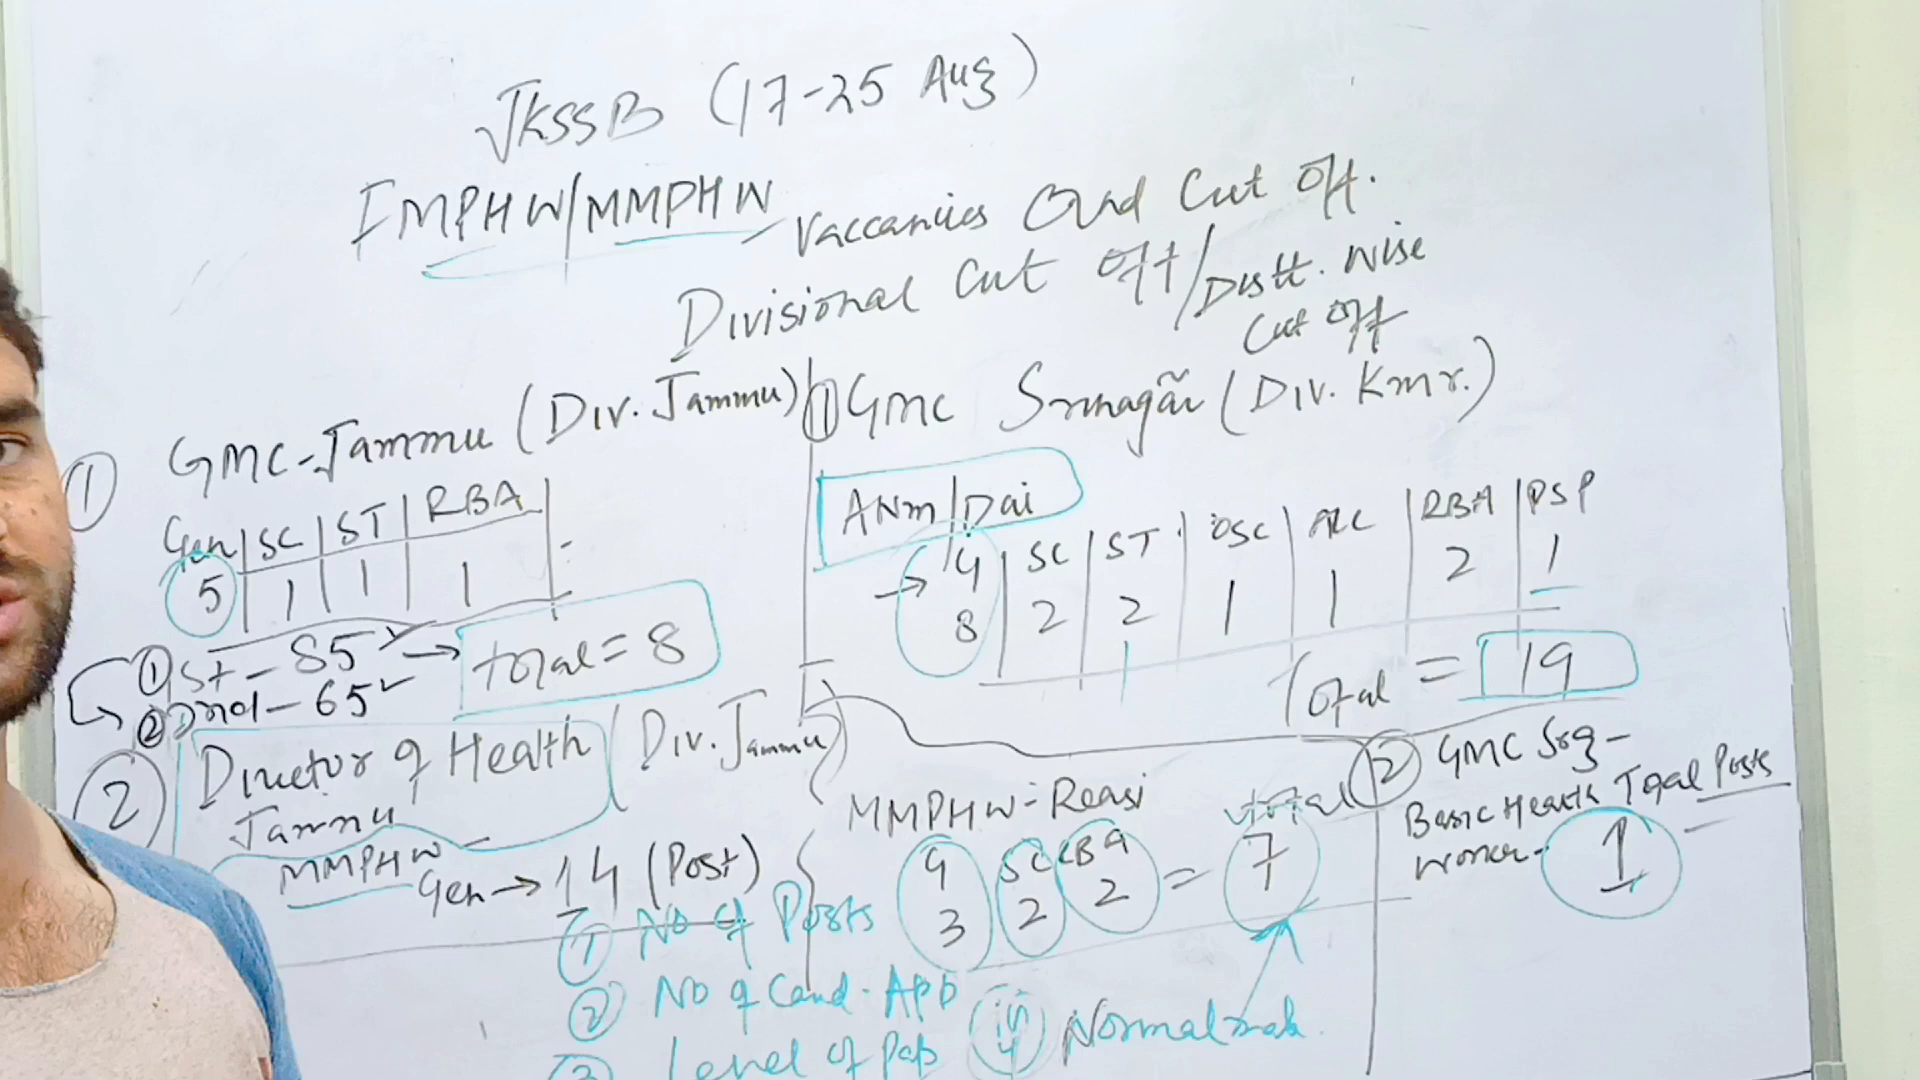 JKSSB (17-25 Aug)
FMPHW/MMPHW Vaccancies And Cut Off.
Divisional Cut Off/Distt. Wise
Cut off
① GMC-Jammu (Div. Jammu)
Gen SC ST RBA
5 1 1 1
① st - 85
② 2nd - 65
total = 8
② Director of Health (Div. Jammu)
Jammu
MMPHW
Gen → 14 (Post)
① GMC Srinagar (Div. Kmr.)
ANM/Dai
→ G SC ST OSC ALC RBA PSP
8 2 2 1 1 2 1
Total = 19
MMPHW - Reasi
G SC RBA total
3 2 2 = 7
② GMC Srg -
Basic Health Total Posts
Worker - 1
① No of Posts
② No of Cand. App
③ Level of Pap
④ Normal